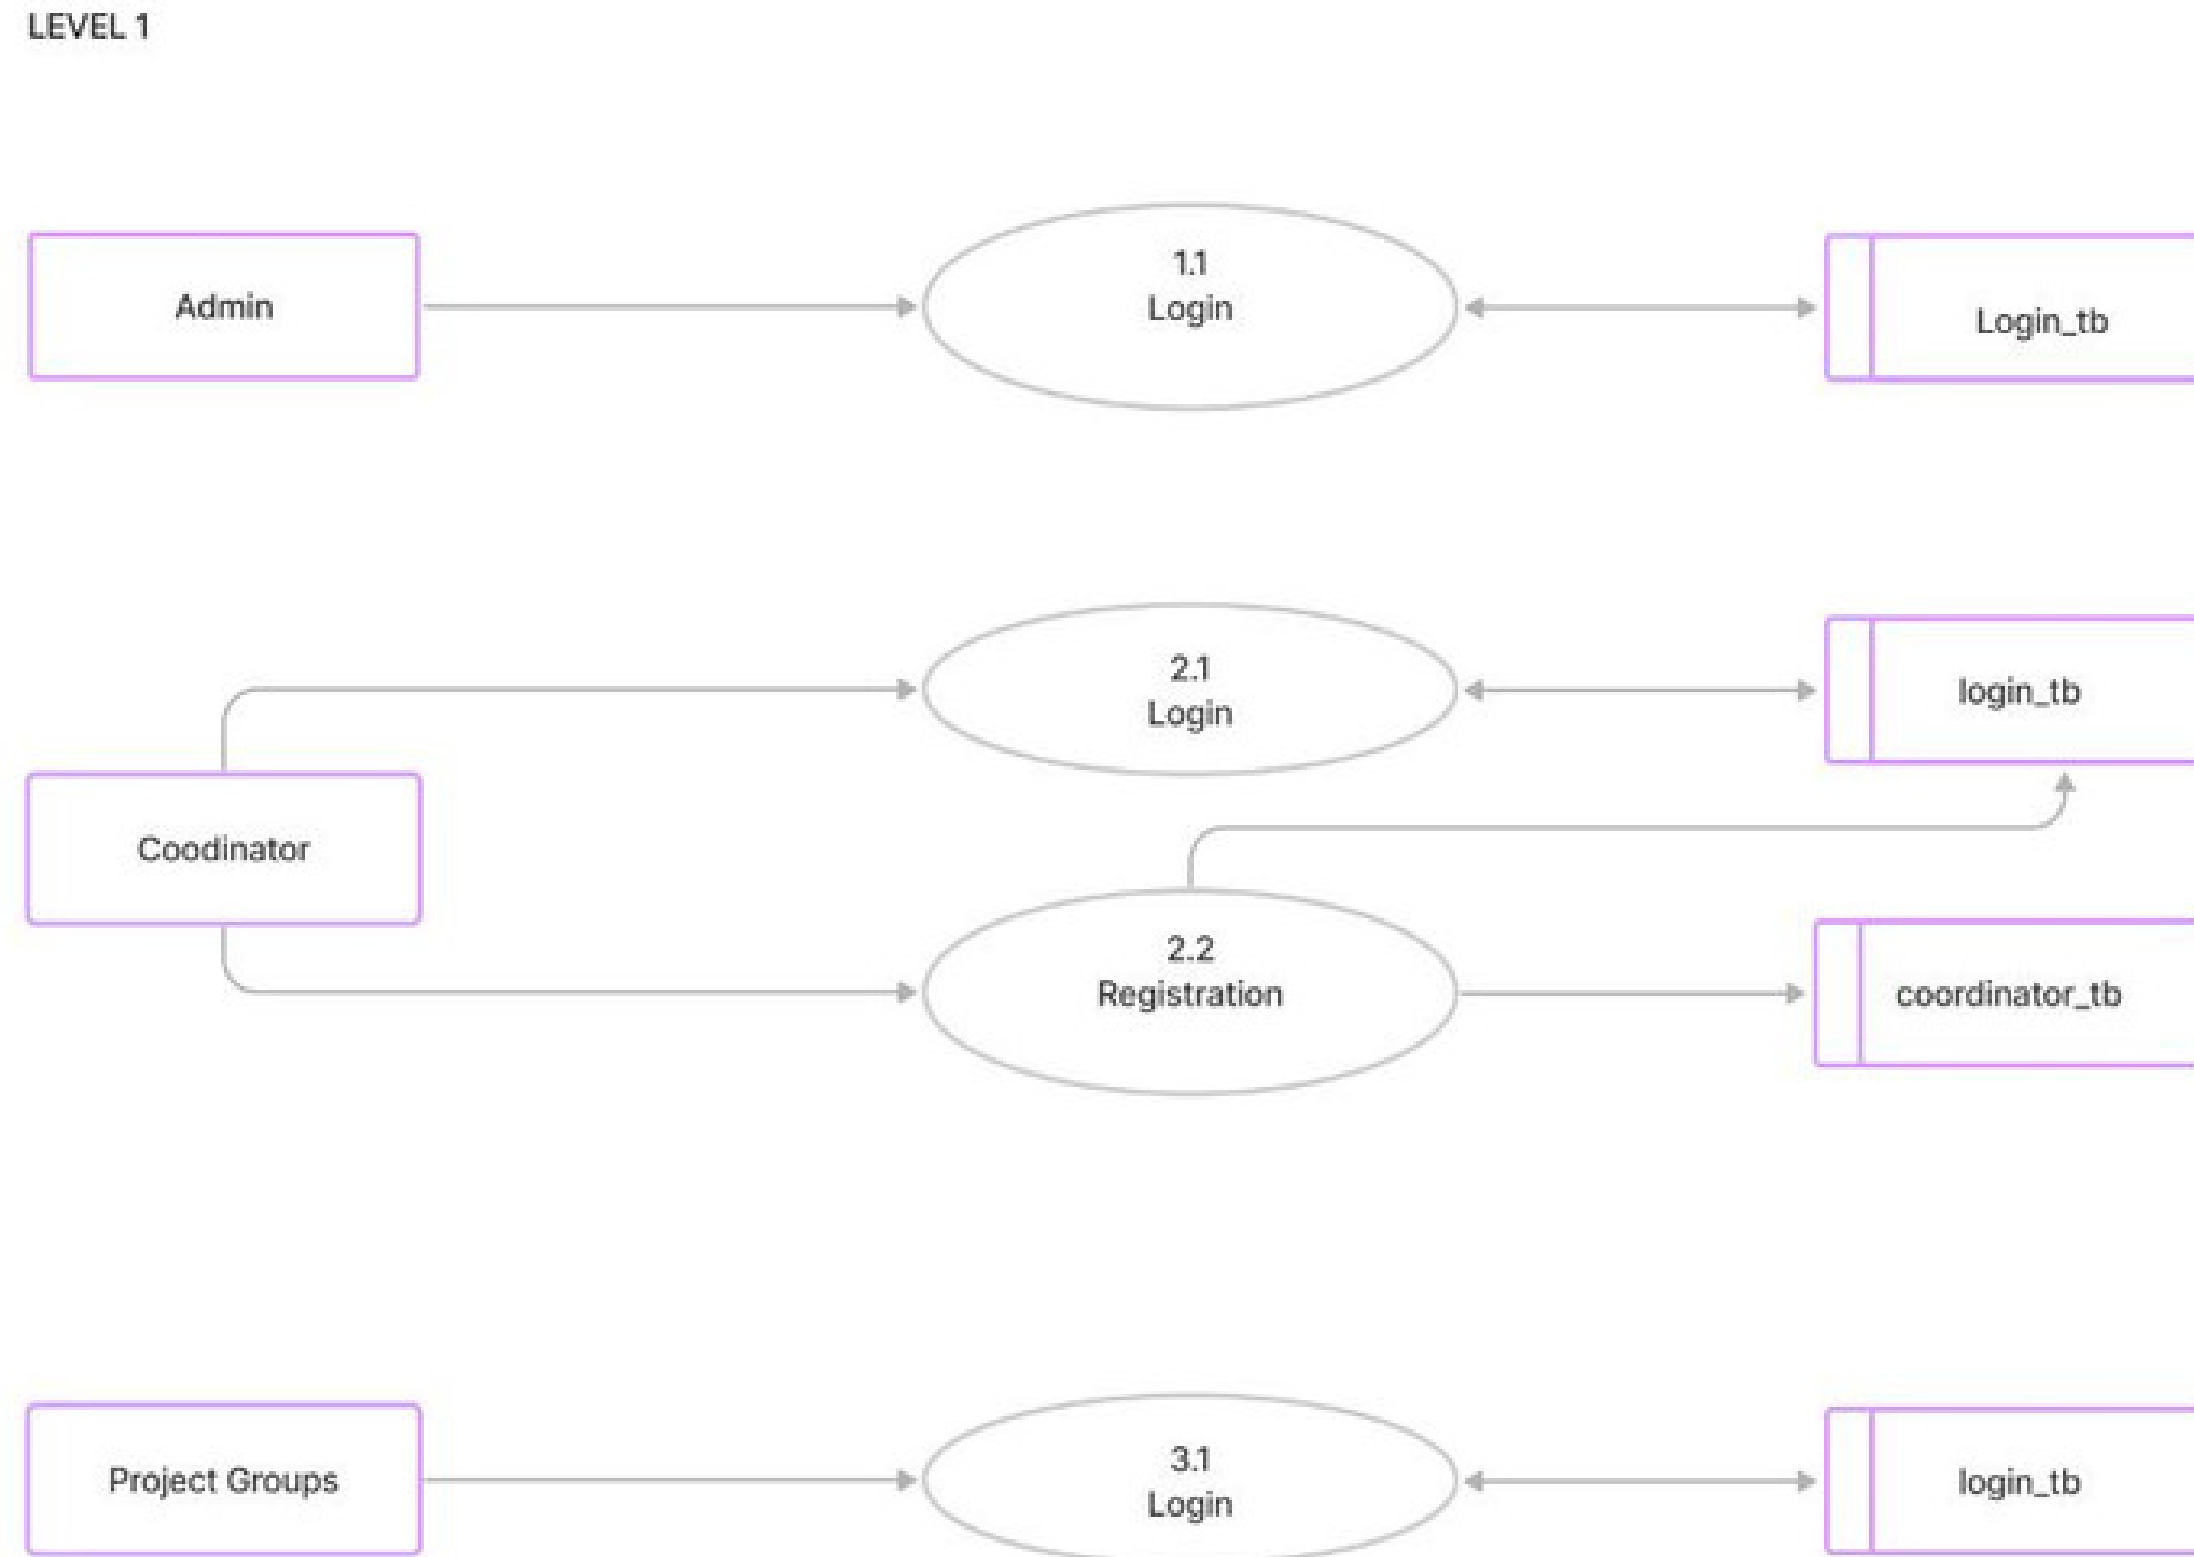 LEVEL 1
Admin
1.1
Login
Login_tb
2.1
Login
login_tb
Coodinator
2.2
Registration
coordinator_tb
Project Groups
3.1
Login
login_tb